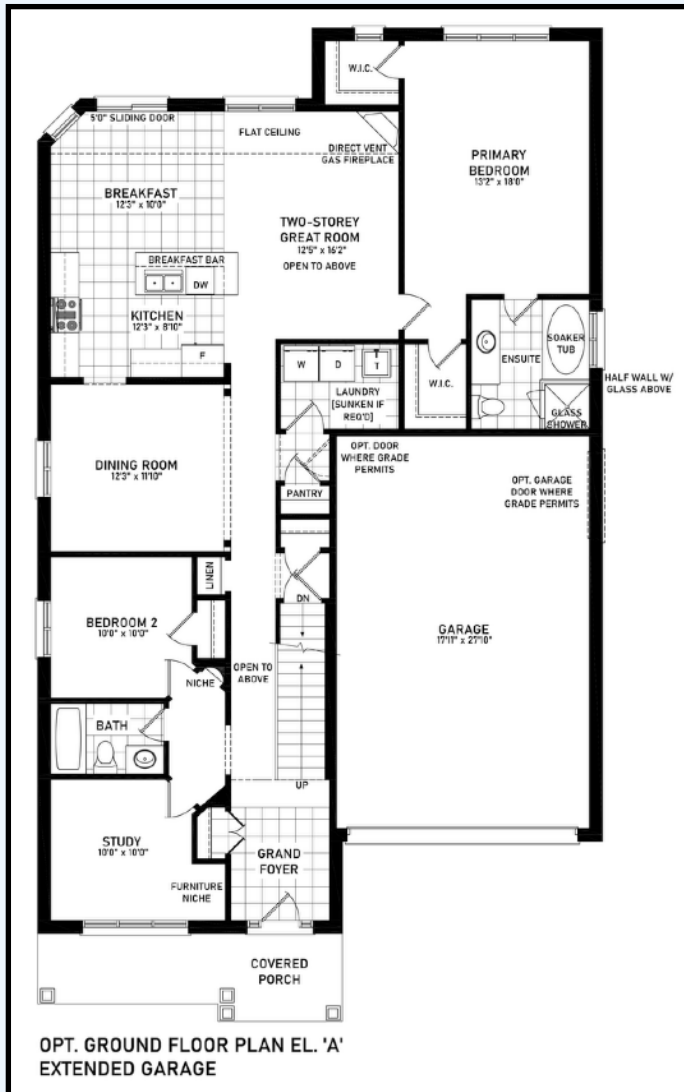 W.I.C.
5'0" SLIDING DOOR
FLAT CEILING
DIRECT VENT
GAS FIREPLACE
PRIMARY
BEDROOM
13'2" x 18'0"
BREAKFAST
12'3" x 10'0"
TWO-STOREY
GREAT ROOM
12'5" x 16'2"
OPEN TO ABOVE
BREAKFAST BAR
DW
KITCHEN
12'3" x 8'10"
F
W
D
T
T
LAUNDRY
[SUNKEN IF
REQ'D]
W.I.C.
ENSUITE
SOAKER
TUB
GLASS
SHOWER
HALF WALL W/
GLASS ABOVE
DINING ROOM
12'3" x 11'10"
PANTRY
OPT. DOOR
WHERE GRADE
PERMITS
OPT. GARAGE
DOOR WHERE
GRADE PERMITS
LINEN
DN
BEDROOM 2
10'0" x 10'0"
GARAGE
17'11" x 27'10"
NICHE
OPEN TO
ABOVE
BATH
UP
STUDY
10'0" x 10'0"
GRAND
FOYER
FURNITURE
NICHE
COVERED
PORCH
OPT. GROUND FLOOR PLAN EL. 'A'
EXTENDED GARAGE